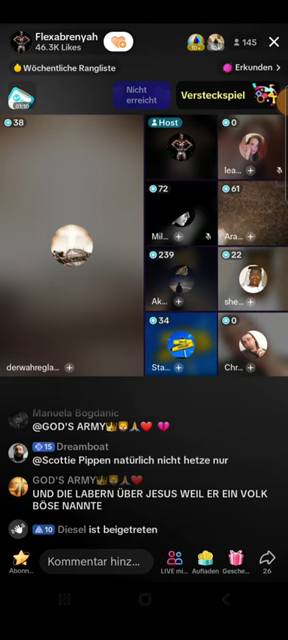 Flexabrenyah
46.3K Likes
145
Wöchentliche Rangliste
Erkunden >
Nicht erreicht
Versteckspiel
38
Host
0
lea...
72
Mil...
61
Ara...
239
Ak...
22
she...
derwahregla...
34
Sta...
0
Chr...
Manuela Bogdanic
@GOD'S ARMY👑🦁🙏❤️ 💔
15 Dreamboat
@Scottie Pippen natürlich nicht hetze nur
GOD'S ARMY👑🦁🙏❤️
UND DIE LABERN ÜBER JESUS WEIL ER EIN VOLK
BÖSE NANNTE
10 Diesel ist beigetreten
Kommentar hinz...
Abonn...
LIVE mi...
Aufladen
Gesche...
26